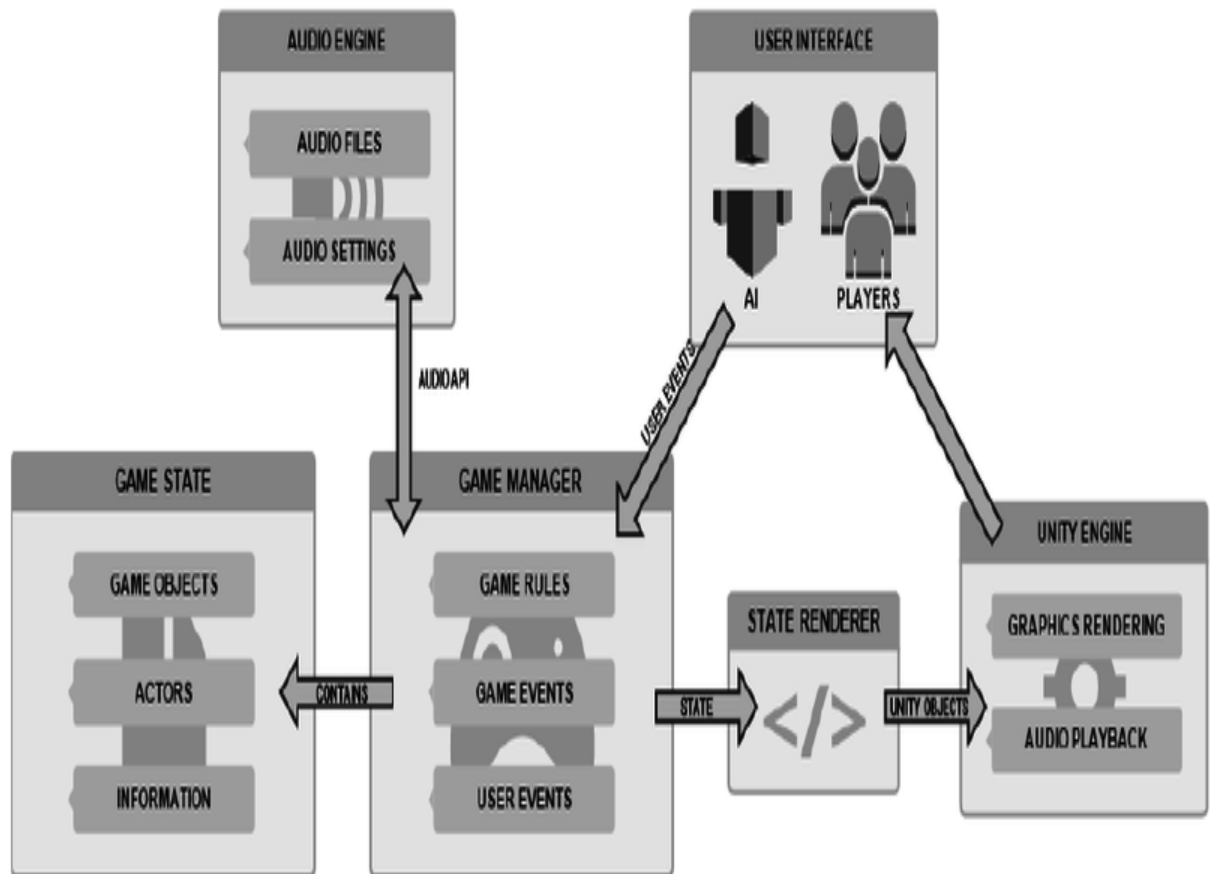 AUDIO ENGINE
AUDIO FILES
AUDIO SETTINGS
USER INTERFACE
AI
PLAYERS
AUDIO API
USER EVENTS
GAME STATE
GAME OBJECTS
ACTORS
INFORMATION
CONTAINS
GAME MANAGER
GAME RULES
GAME EVENTS
USER EVENTS
STATE
STATE RENDERER
</>
UNITY OBJECTS
UNITY ENGINE
GRAPHICS RENDERING
AUDIO PLAYBACK